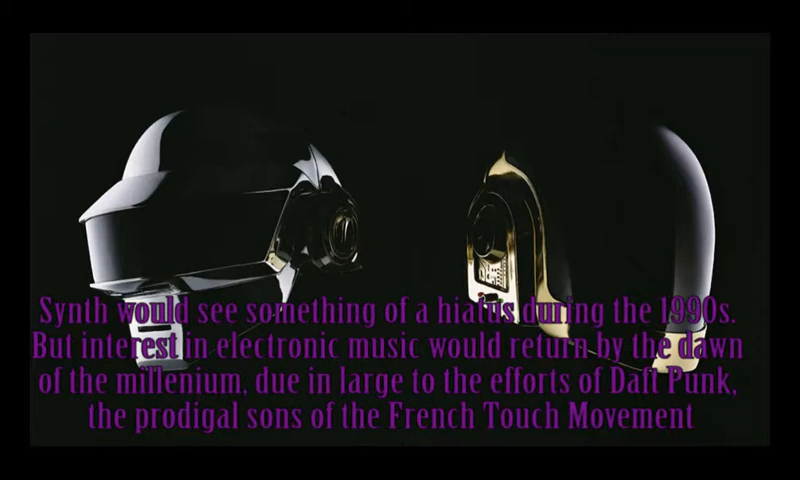 Synth would see something of a hiatus during the 1990s.
But interest in electronic music would return by the dawn
of the millenium, due in large to the efforts of Daft Punk,
the prodigal sons of the French Touch Movement